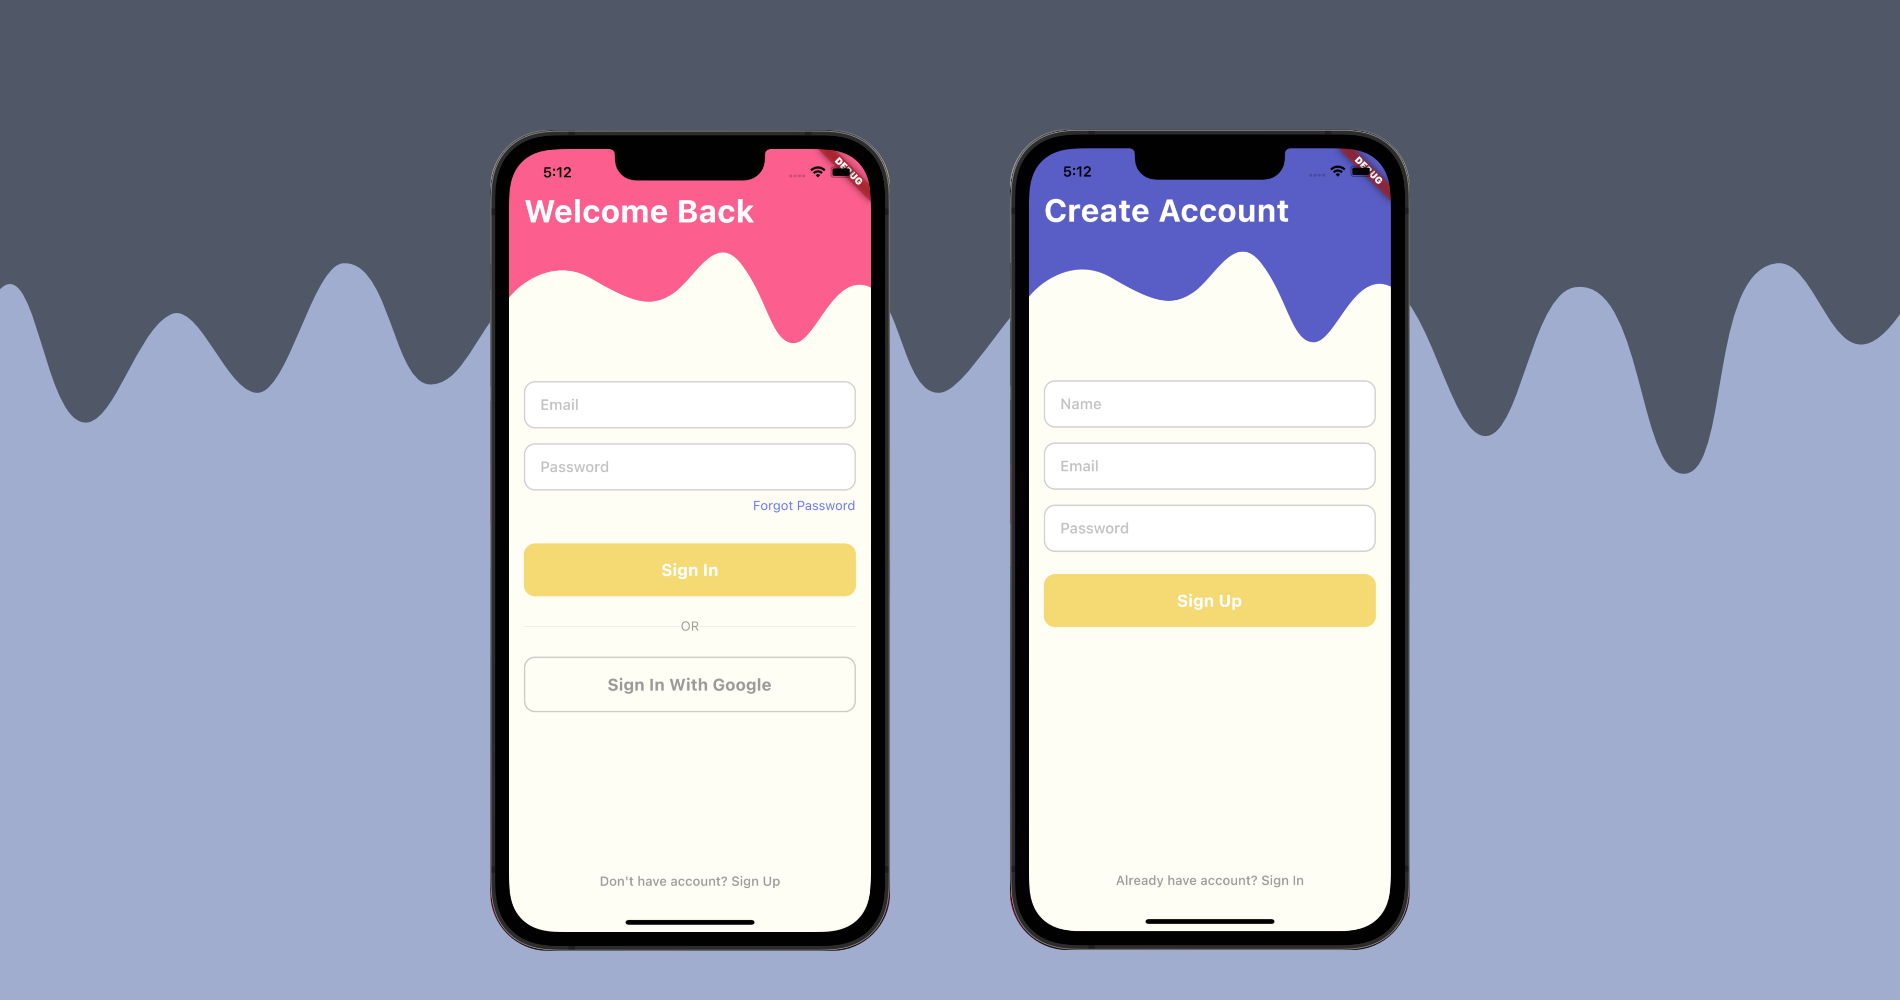 5:12
DEBUG
Welcome Back
Email
Password
Forgot Password
Sign In
OR
Sign In With Google
Don't have account? Sign Up
5:12
DEBUG
Create Account
Name
Email
Password
Sign Up
Already have account? Sign In